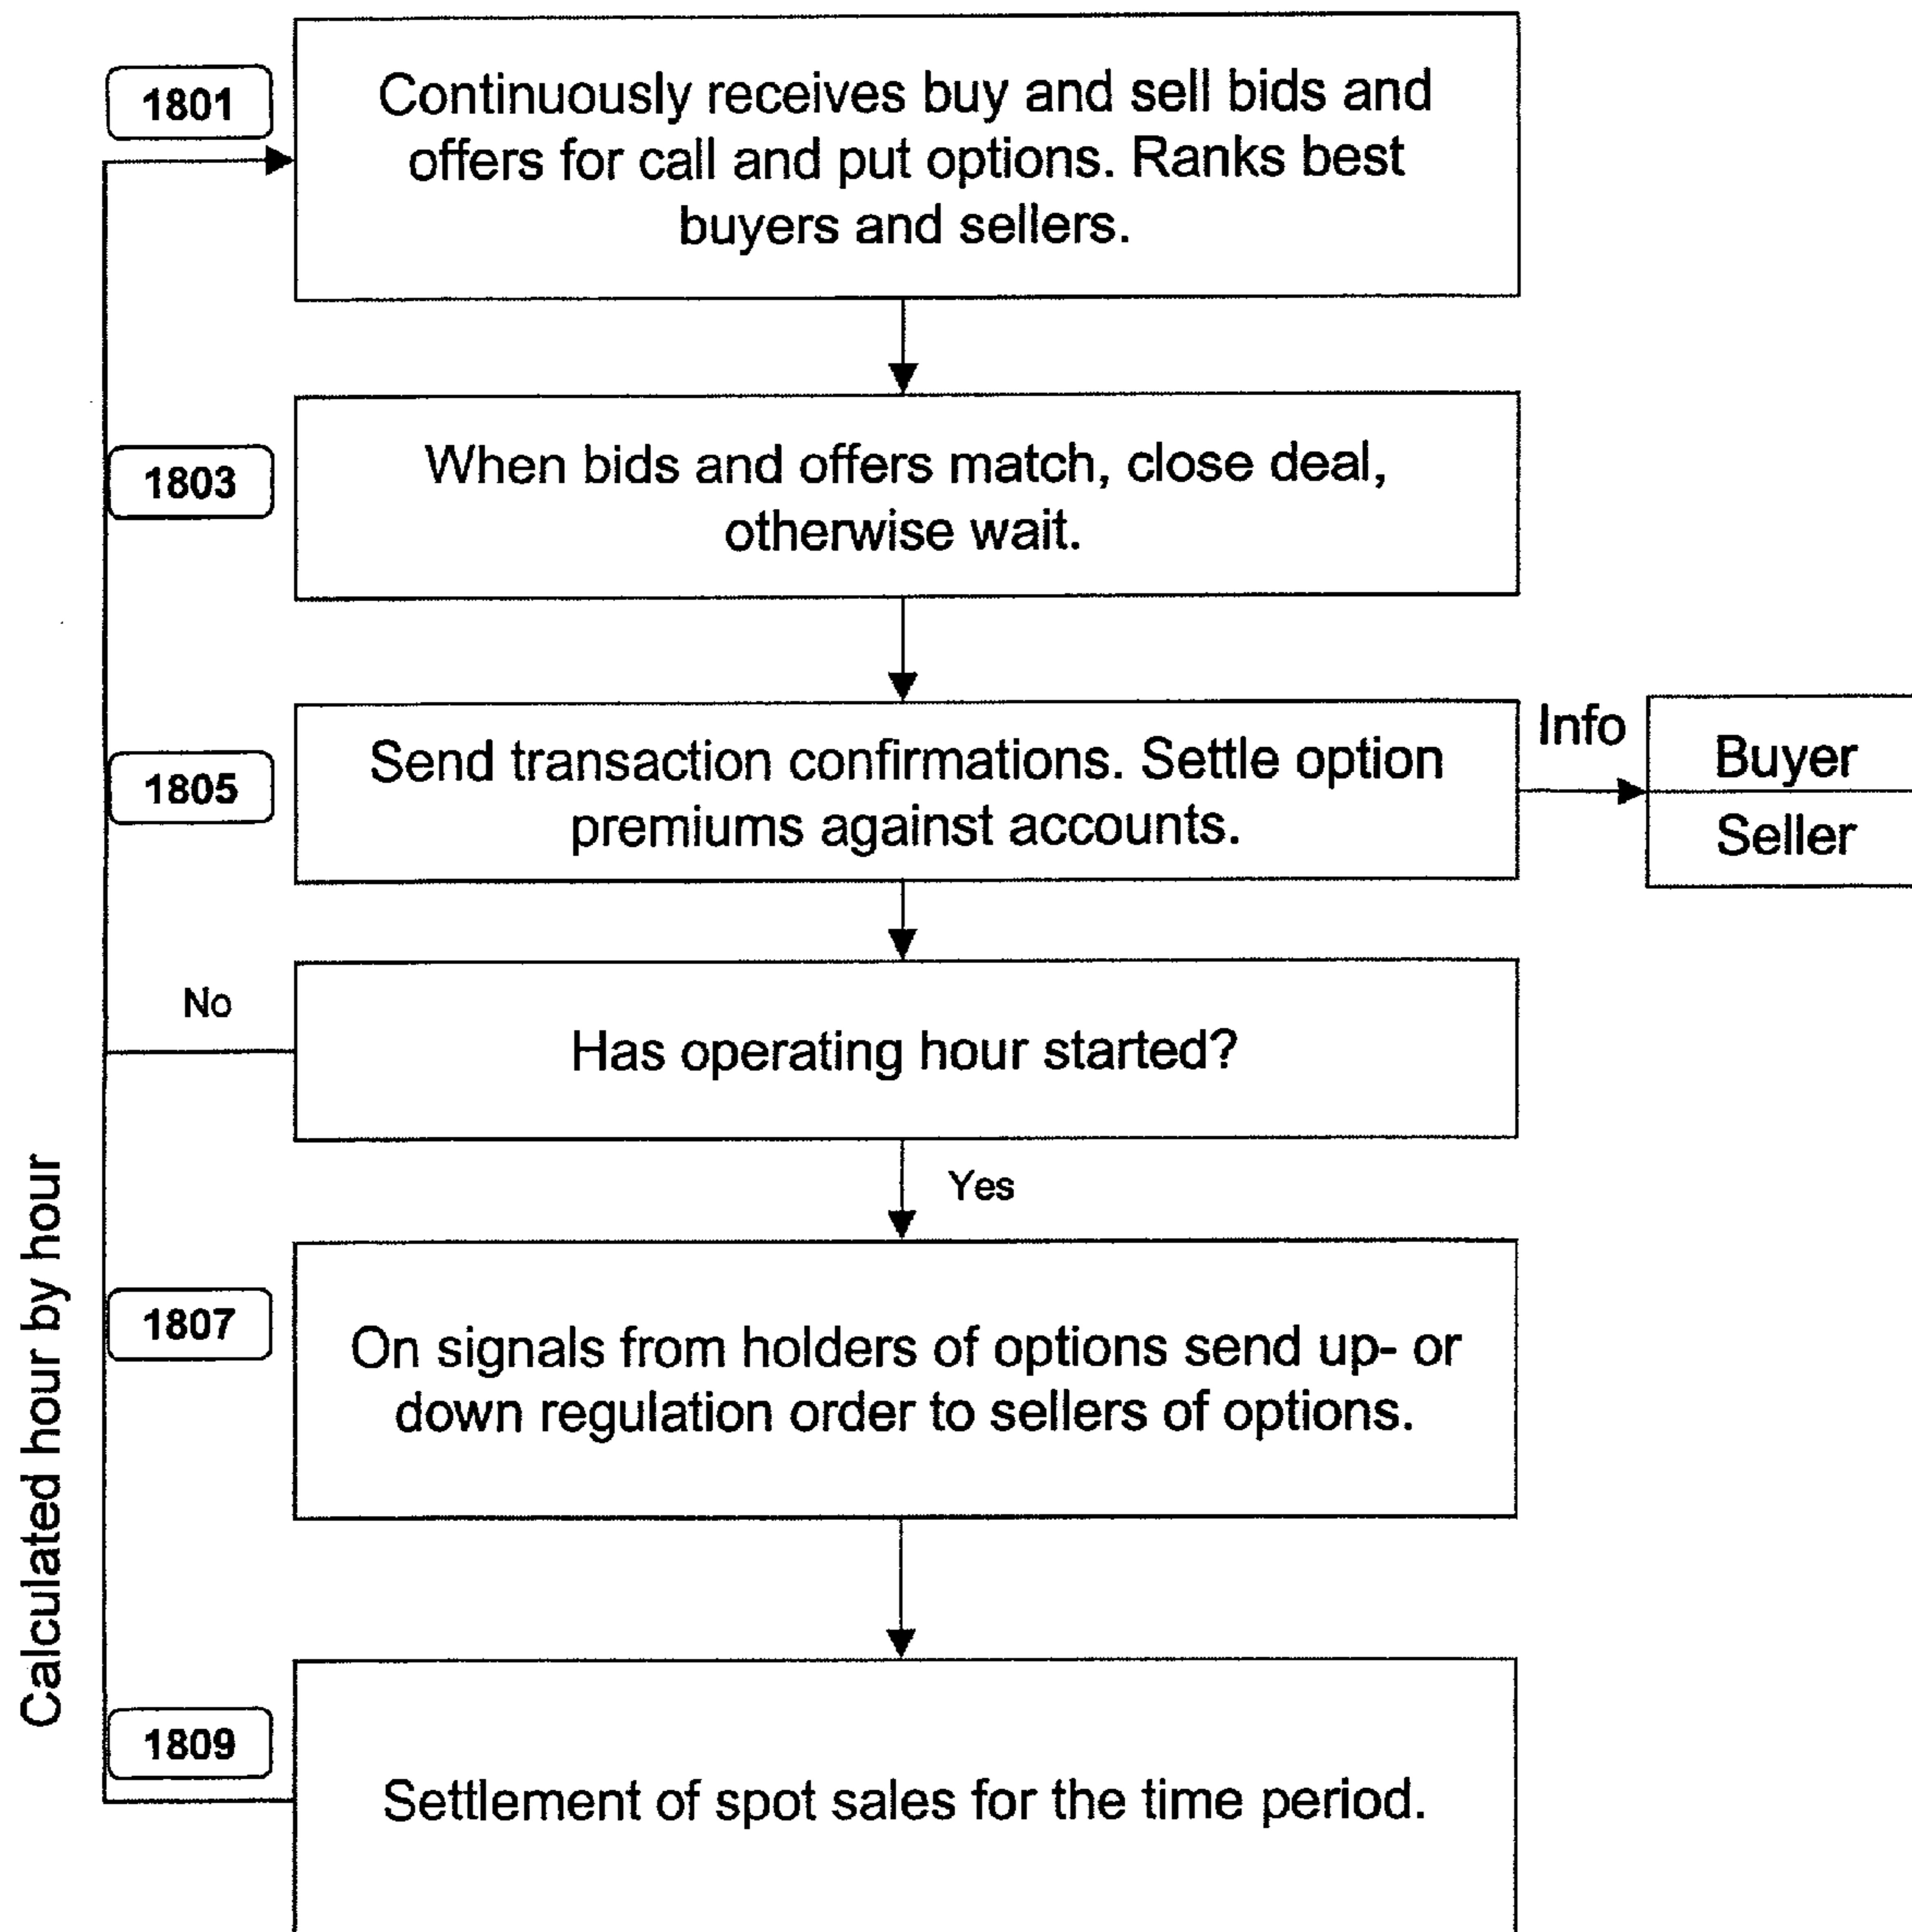 1801
Continuously receives buy and sell bids and
offers for call and put options. Ranks best
buyers and sellers.
1803
When bids and offers match, close deal,
otherwise wait.
1805
Send transaction confirmations. Settle option
premiums against accounts.
Info
Buyer
Seller
No
Has operating hour started?
Yes
Calculated hour by hour
1807
On signals from holders of options send up- or
down regulation order to sellers of options.
1809
Settlement of spot sales for the time period.